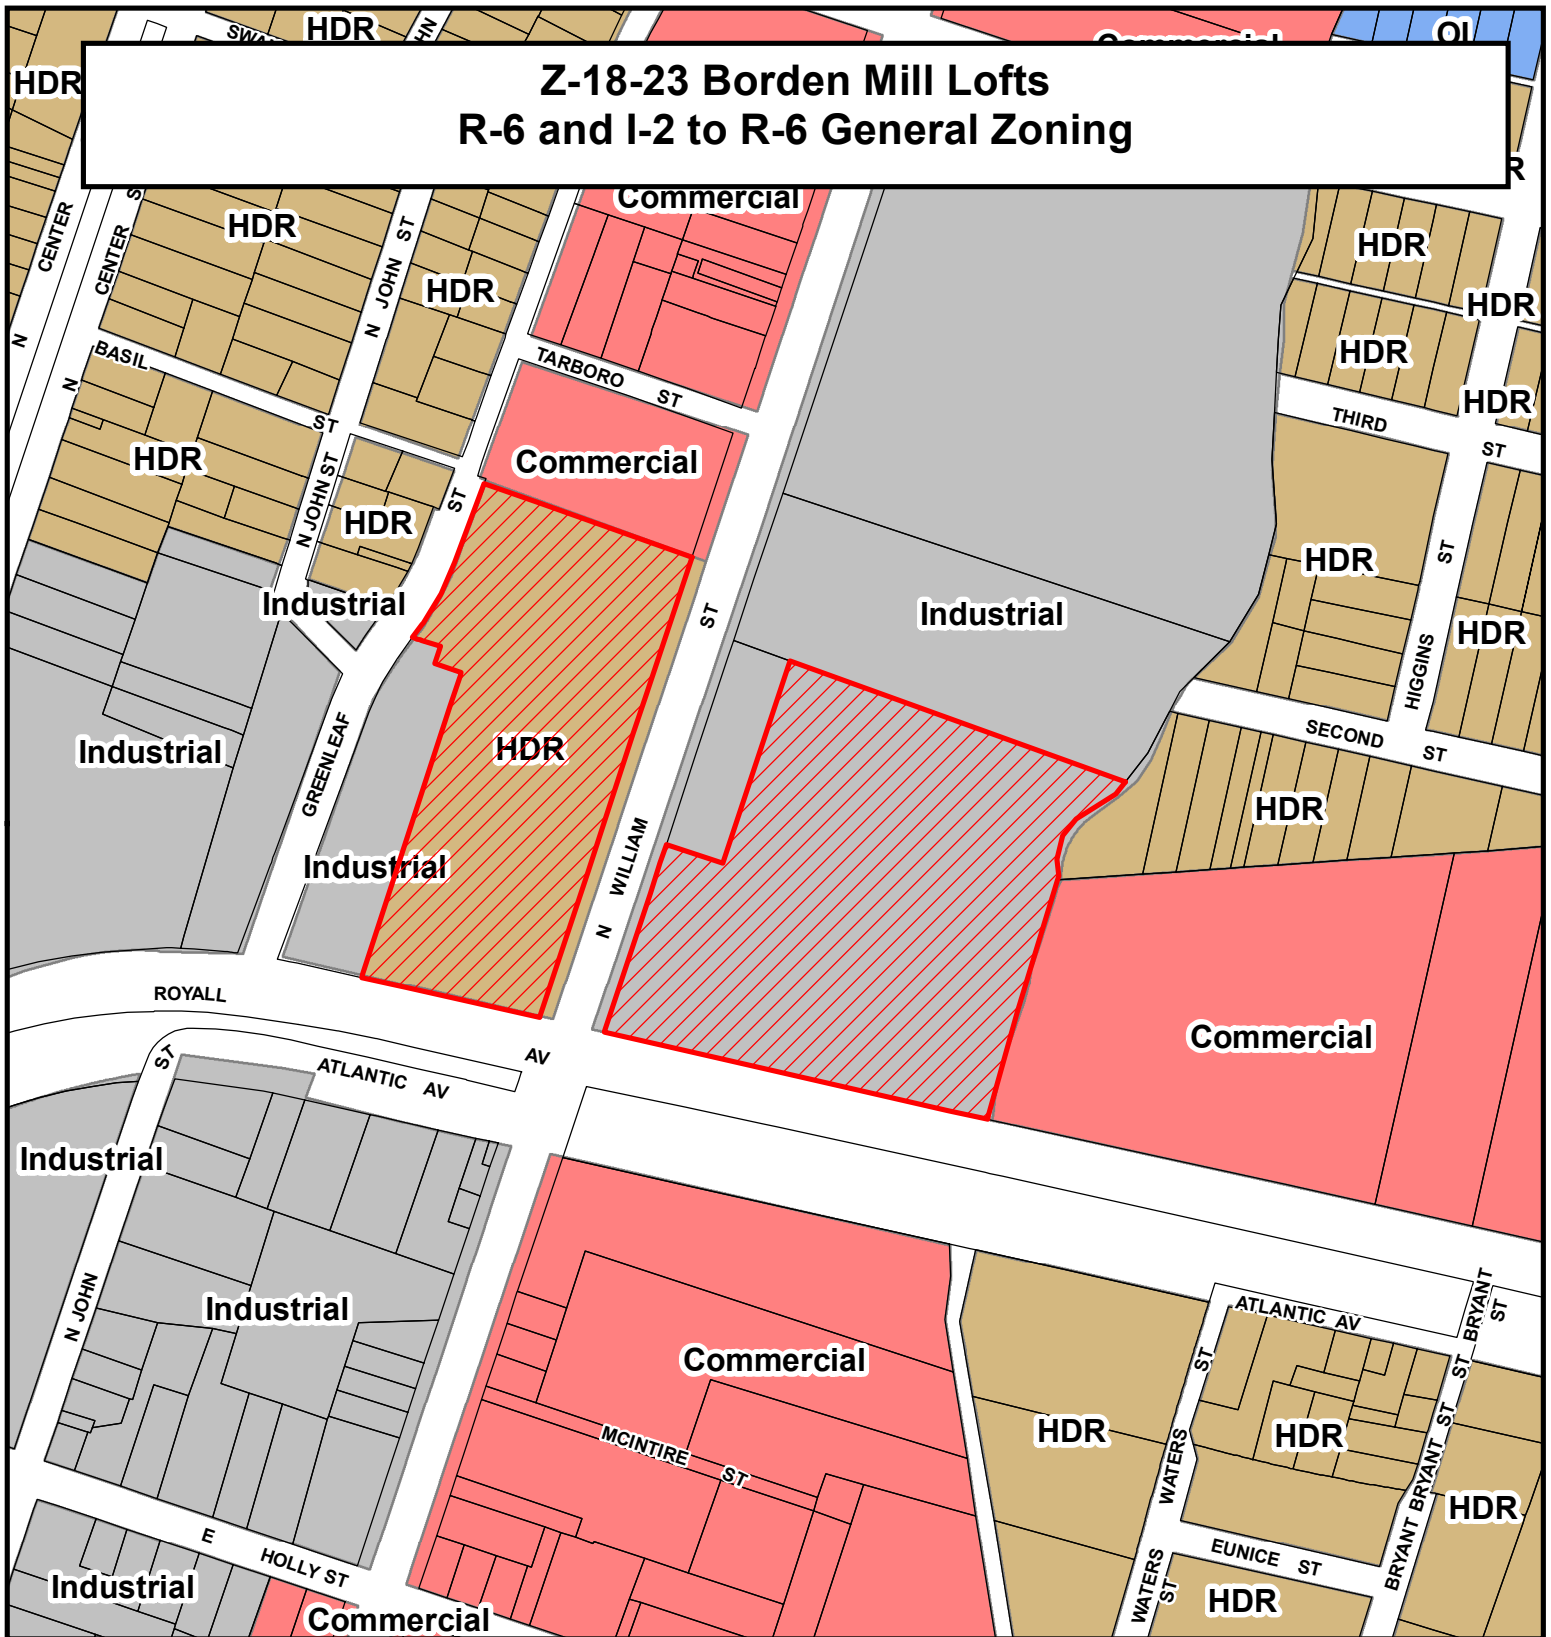 Z-18-23 Borden Mill Lofts
R-6 and I-2 to R-6 General Zoning
HDR
HN
Commercial
OI
HDR
Commercial
N CENTER
N CENTER S
HDR
N JOHN ST
HDR
HDR
HDR
HDR
BASIL ST
TARBORO ST
HDR
THIRD ST
HDR
Commercial
N JOHN ST
HDR
ST
HDR
HIGGINS ST
HDR
Industrial
Industrial
N WILLIAM ST
Industrial
GREENLEAF
HDR
SECOND ST
HDR
Industrial
ROYALL AV
ATLANTIC AV
Commercial
ST
N JOHN
Industrial
Industrial
Commercial
MCINTIRE ST
ATLANTIC AV
BRYANT ST
WATERS ST
WATERS ST
HDR
HDR
BRYANT ST
BRYANT ST
HDR
EUNICE ST
HDR
E HOLLY ST
Industrial
Commercial